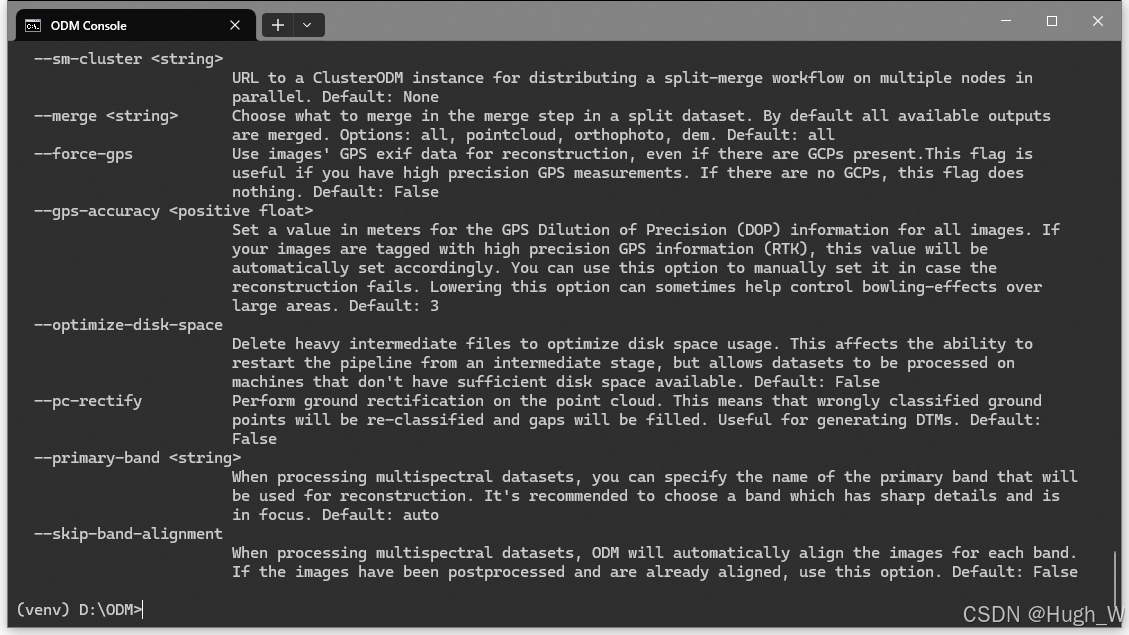 ODM Console
--sm-cluster <string>
URL to a ClusterODM instance for distributing a split-merge workflow on multiple nodes in
parallel. Default: None
--merge <string> Choose what to merge in the merge step in a split dataset. By default all available outputs
are merged. Options: all, pointcloud, orthophoto, dem. Default: all
--force-gps Use images' GPS exif data for reconstruction, even if there are GCPs present.This flag is
useful if you have high precision GPS measurements. If there are no GCPs, this flag does
nothing. Default: False
--gps-accuracy <positive float>
Set a value in meters for the GPS Dilution of Precision (DOP) information for all images. If
your images are tagged with high precision GPS information (RTK), this value will be
automatically set accordingly. You can use this option to manually set it in case the
reconstruction fails. Lowering this option can sometimes help control bowling-effects over
large areas. Default: 3
--optimize-disk-space
Delete heavy intermediate files to optimize disk space usage. This affects the ability to
restart the pipeline from an intermediate stage, but allows datasets to be processed on
machines that don't have sufficient disk space available. Default: False
--pc-rectify Perform ground rectification on the point cloud. This means that wrongly classified ground
points will be re-classified and gaps will be filled. Useful for generating DTMs. Default:
False
--primary-band <string>
When processing multispectral datasets, you can specify the name of the primary band that will
be used for reconstruction. It's recommended to choose a band which has sharp details and is
in focus. Default: auto
--skip-band-alignment
When processing multispectral datasets, ODM will automatically align the images for each band.
If the images have been postprocessed and are already aligned, use this option. Default: False
(venv) D:\ODM>
CSDN @Hugh_W